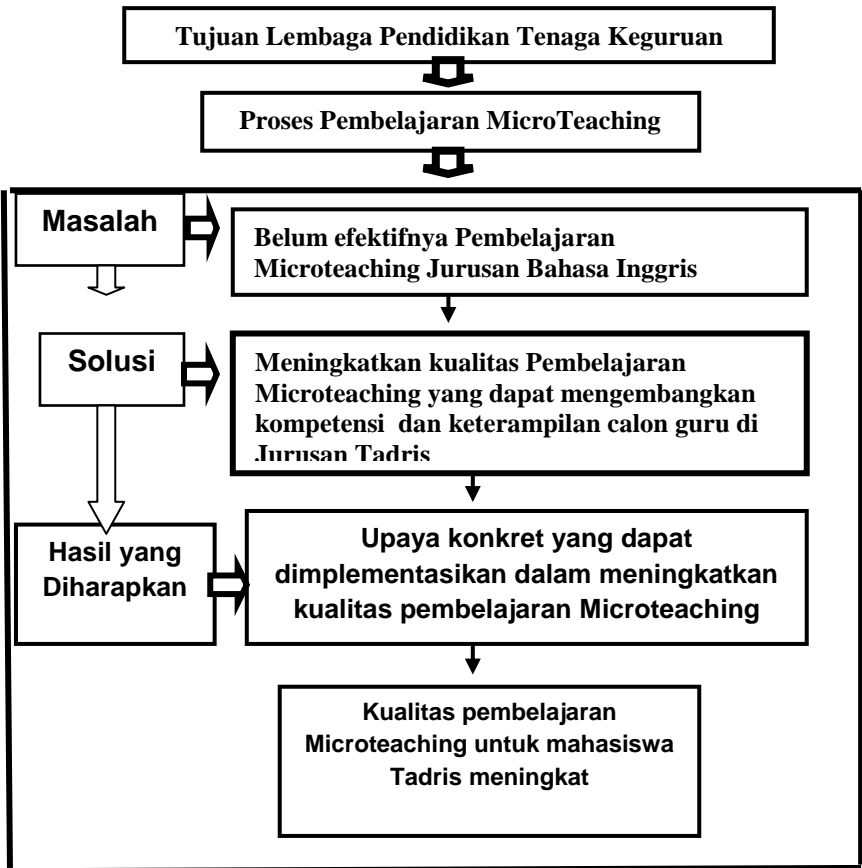 Tujuan Lembaga Pendidikan Tenaga Keguruan
Proses Pembelajaran MicroTeaching
Masalah
Belum efektifnya Pembelajaran
Microteaching Jurusan Bahasa Inggris
Solusi
Meningkatkan kualitas Pembelajaran
Microteaching yang dapat mengembangkan
kompetensi dan keterampilan calon guru di
Jurusan Tadris
Hasil yang
Diharapkan
Upaya konkret yang dapat
dimplementasikan dalam meningkatkan
kualitas pembelajaran Microteaching
Kualitas pembelajaran
Microteaching untuk mahasiswa
Tadris meningkat